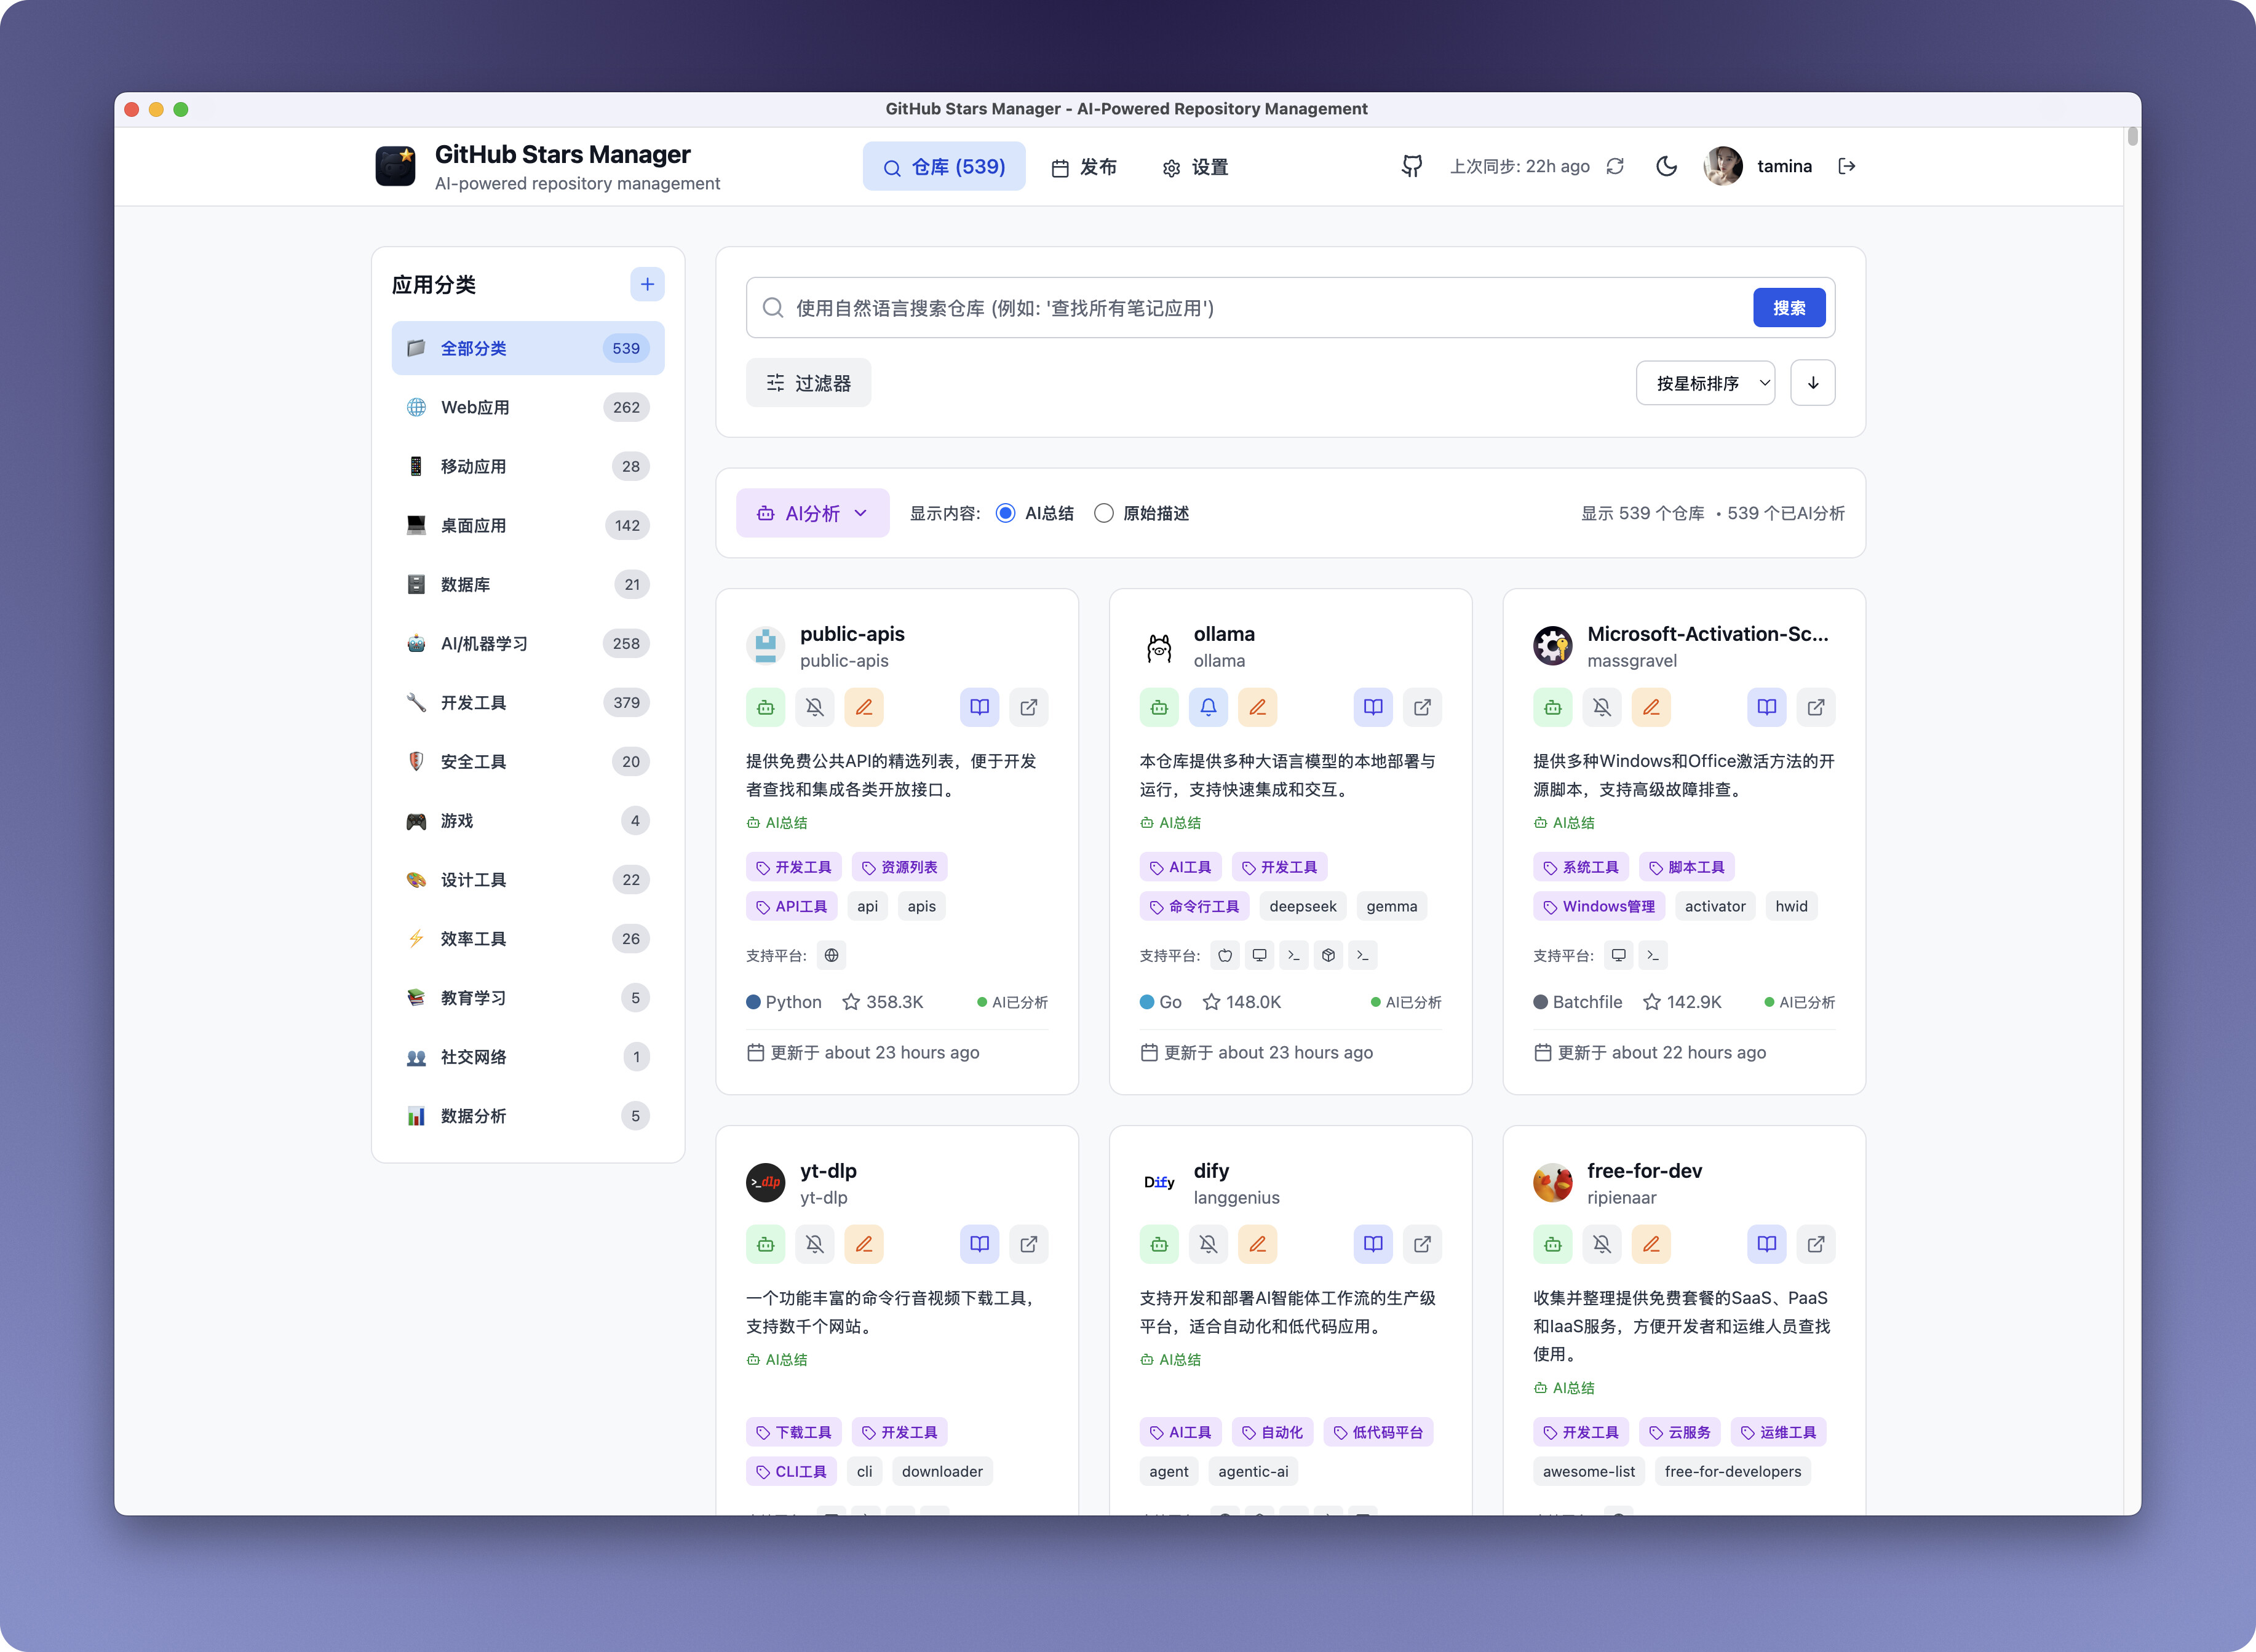 GitHub Stars Manager - AI-Powered Repository Management
GitHub Stars Manager
AI-powered repository management
仓库 (539)
发布
设置
上次同步: 22h ago
tamina
应用分类
全部分类 539
Web应用 262
移动应用 28
桌面应用 142
数据库 21
AI/机器学习 258
开发工具 379
安全工具 20
游戏 4
设计工具 22
效率工具 26
教育学习 5
社交网络 1
数据分析 5
使用自然语言搜索仓库 (例如: '查找所有笔记应用')
搜索
过滤器
按星标排序
AI分析
显示内容: AI总结 原始描述
显示 539 个仓库 • 539 个已AI分析
public-apis
public-apis
提供免费公共API的精选列表，便于开发
者查找和集成各类开放接口。
AI总结
开发工具 资源列表
API工具 api apis
支持平台:
Python 358.3K AI已分析
更新于 about 23 hours ago
ollama
ollama
本仓库提供多种大语言模型的本地部署与
运行，支持快速集成和交互。
AI总结
AI工具 开发工具
命令行工具 deepseek gemma
支持平台:
Go 148.0K AI已分析
更新于 about 23 hours ago
Microsoft-Activation-Sc...
massgravel
提供多种Windows和Office激活方法的开
源脚本，支持高级故障排查。
AI总结
系统工具 脚本工具
Windows管理 activator hwid
支持平台:
Batchfile 142.9K AI已分析
更新于 about 22 hours ago
>_dlp
yt-dlp
yt-dlp
一个功能丰富的命令行音视频下载工具，
支持数千个网站。
AI总结
下载工具 开发工具
CLI工具 cli downloader
Dify
dify
langgenius
支持开发和部署AI智能体工作流的生产级
平台，适合自动化和低代码应用。
AI总结
AI工具 自动化 低代码平台
agent agentic-ai
free-for-dev
ripienaar
收集并整理提供免费套餐的SaaS、PaaS
和IaaS服务，方便开发者和运维人员查找
使用。
AI总结
开发工具 云服务 运维工具
awesome-list free-for-developers